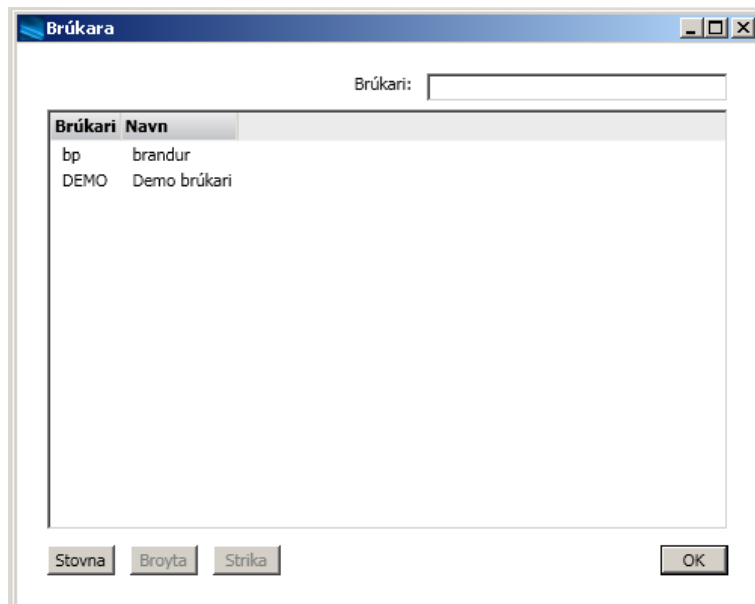 Brúkara
Brúkari:
Brúkari Navn
bp brandur
DEMO Demo brúkari
Stovna Broyta Strika OK